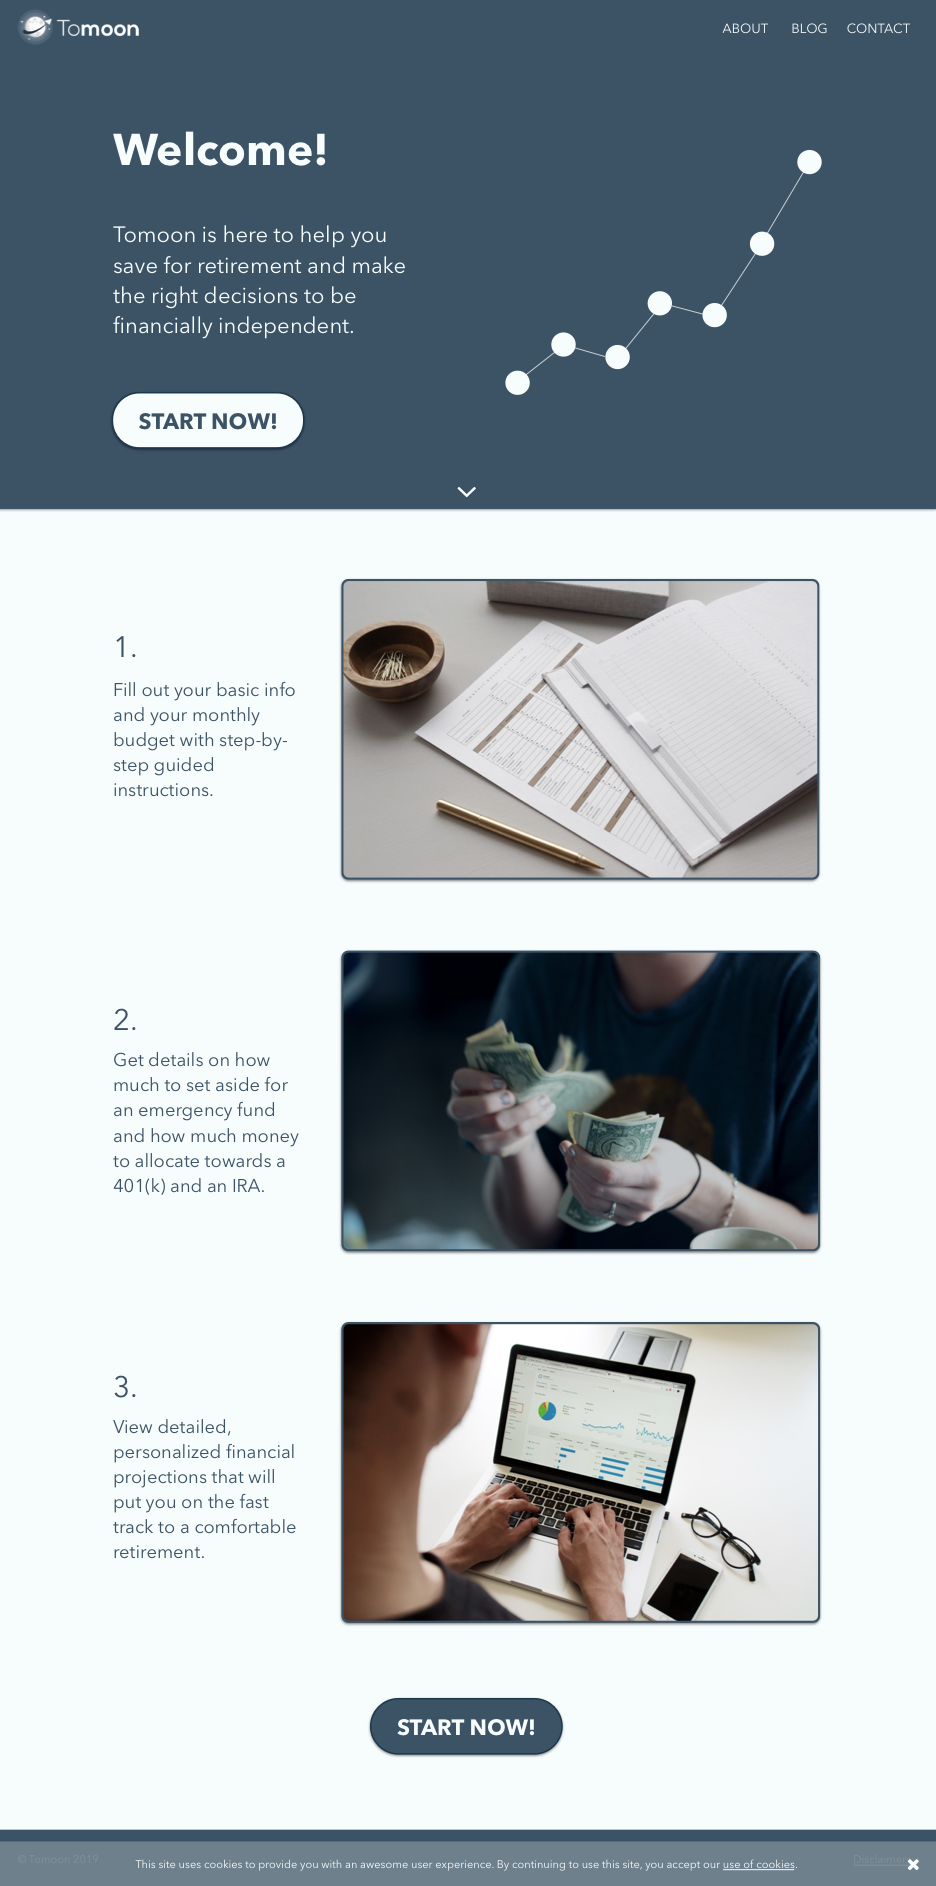 Tomoon
ABOUT BLOG CONTACT
Welcome!
Tomoon is here to help you
save for retirement and make
the right decisions to be
financially independent.
START NOW!
1.
Fill out your basic info
and your monthly
budget with step-by-
step guided
instructions.
2.
Get details on how
much to set aside for
an emergency fund
and how much money
to allocate towards a
401(k) and an IRA.
3.
View detailed,
personalized financial
projections that will
put you on the fast
track to a comfortable
retirement.
START NOW!
© Tomoon 2019
This site uses cookies to provide you with an awesome user experience. By continuing to use this site, you accept our use of cookies.